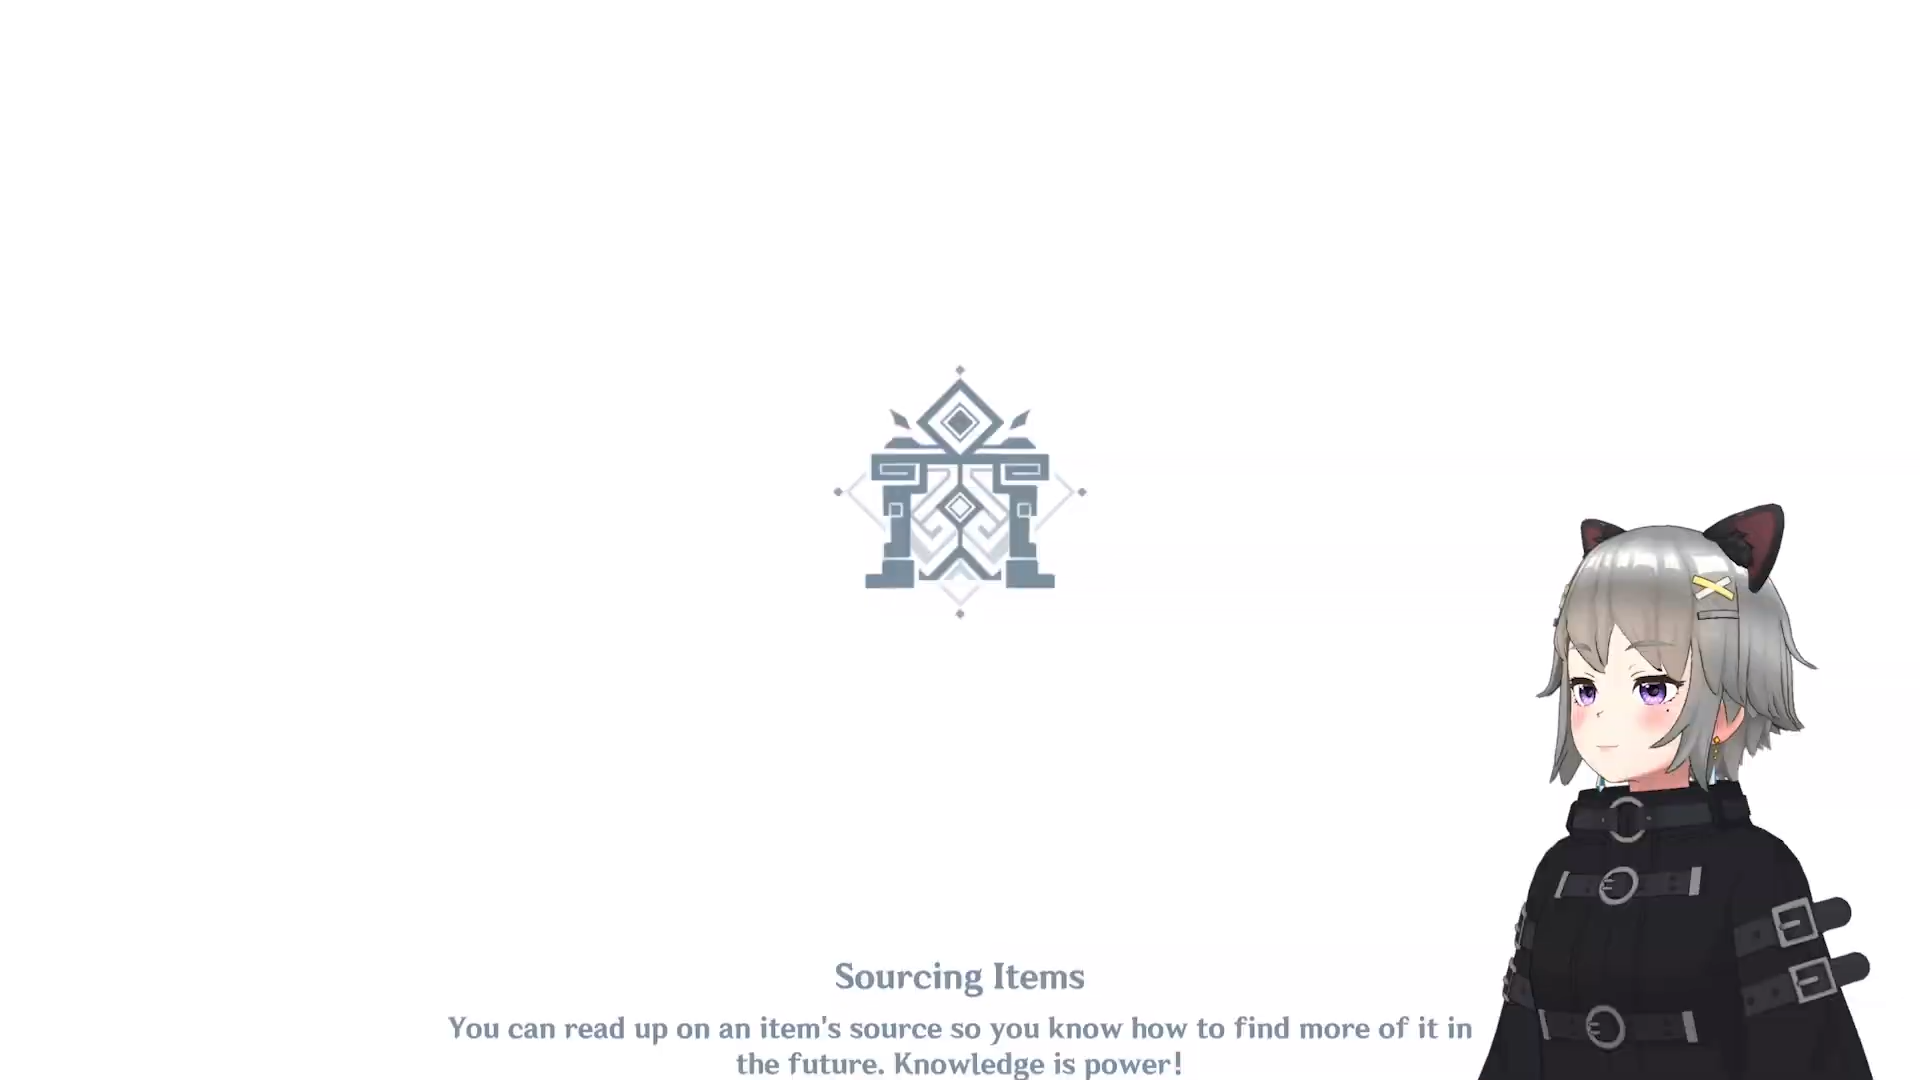 Sourcing Items
You can read up on an item's source so you know how to find more of it in
the future. Knowledge is power!